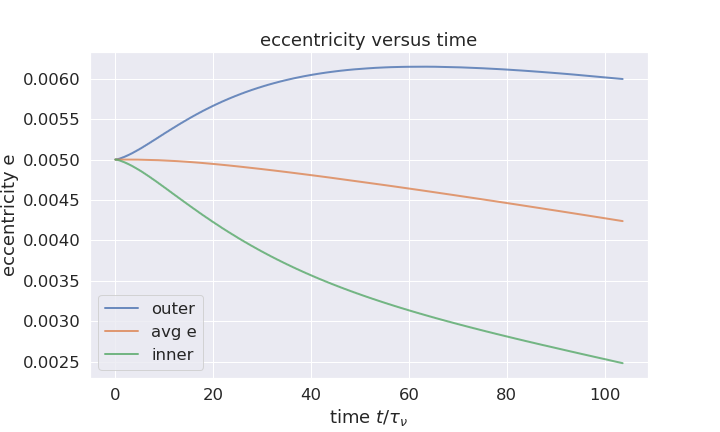 eccentricity versus time
eccentricity e
0.0060
0.0055
0.0050
0.0045
0.0040
0.0035
0.0030
0.0025
outer
avg e
inner
0 20 40 60 80 100
time t/τ_ν